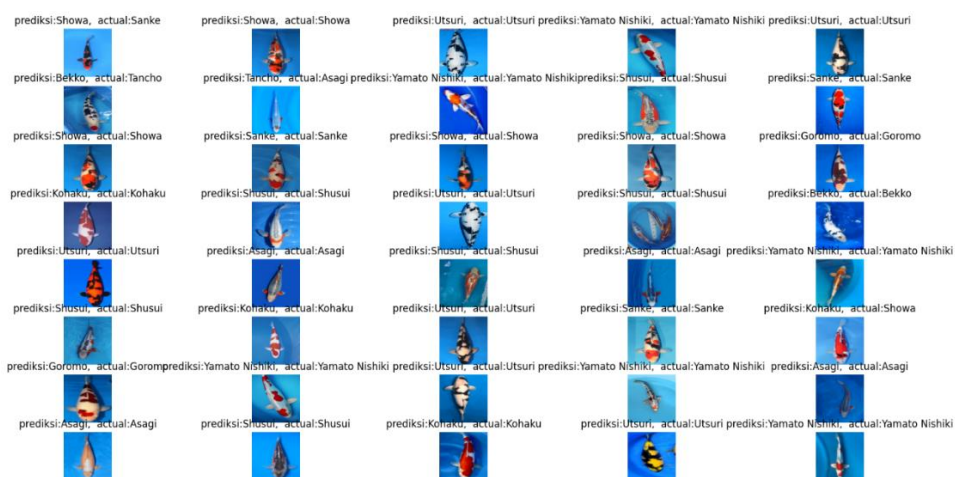 prediksi:Showa, actual:Sanke prediksi:Showa, actual:Showa prediksi:Utsuri, actual:Utsuri prediksi:Yamato Nishiki, actual:Yamato Nishiki prediksi:Utsuri, actual:Utsuri
prediksi:Bekko, actual:Tancho prediksi:Tancho, actual:Asagi prediksi:Yamato Nishiki, actual:Yamato Nishiki prediksi:Shusui, actual:Shusui prediksi:Sanke, actual:Sanke
prediksi:Showa, actual:Showa prediksi:Sanke, actual:Sanke prediksi:Showa, actual:Showa prediksi:Showa, actual:Showa prediksi:Goromo, actual:Goromo
prediksi:Kohaku, actual:Kohaku prediksi:Shusui, actual:Shusui prediksi:Utsuri, actual:Utsuri prediksi:Shusui, actual:Shusui prediksi:Bekko, actual:Bekko
prediksi:Utsuri, actual:Utsuri prediksi:Asagi, actual:Asagi prediksi:Shusui, actual:Shusui prediksi:Asagi, actual:Asagi prediksi:Yamato Nishiki, actual:Yamato Nishiki
prediksi:Shusui, actual:Shusui prediksi:Kohaku, actual:Kohaku prediksi:Utsuri, actual:Utsuri prediksi:Sanke, actual:Sanke prediksi:Kohaku, actual:Showa
prediksi:Goromo, actual:Goromo prediksi:Yamato Nishiki, actual:Yamato Nishiki prediksi:Utsuri, actual:Utsuri prediksi:Yamato Nishiki, actual:Yamato Nishiki prediksi:Asagi, actual:Asagi
prediksi:Asagi, actual:Asagi prediksi:Shusui, actual:Shusui prediksi:Kohaku, actual:Kohaku prediksi:Utsuri, actual:Utsuri prediksi:Yamato Nishiki, actual:Yamato Nishiki